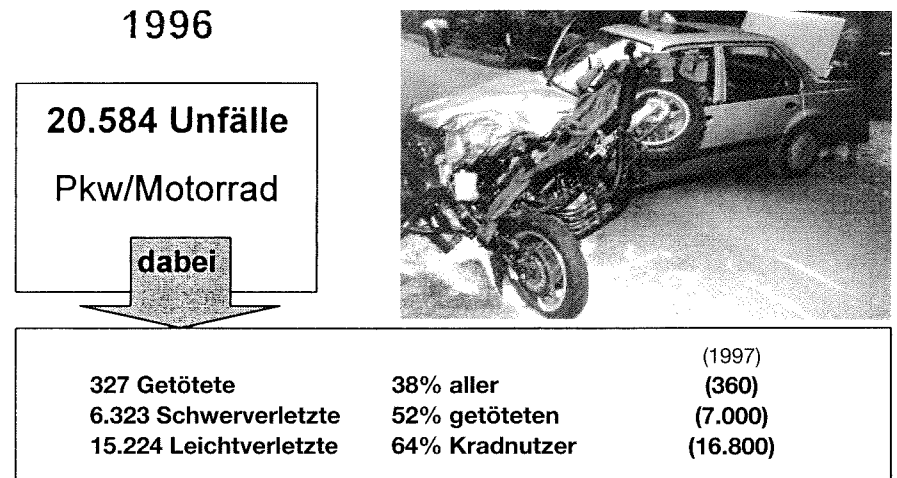 1996
20.584 Unfälle
Pkw/Motorrad
dabei
(1997)
327 Getötete 38% aller (360)
6.323 Schwerverletzte 52% getöteten (7.000)
15.224 Leichtverletzte 64% Kradnutzer (16.800)